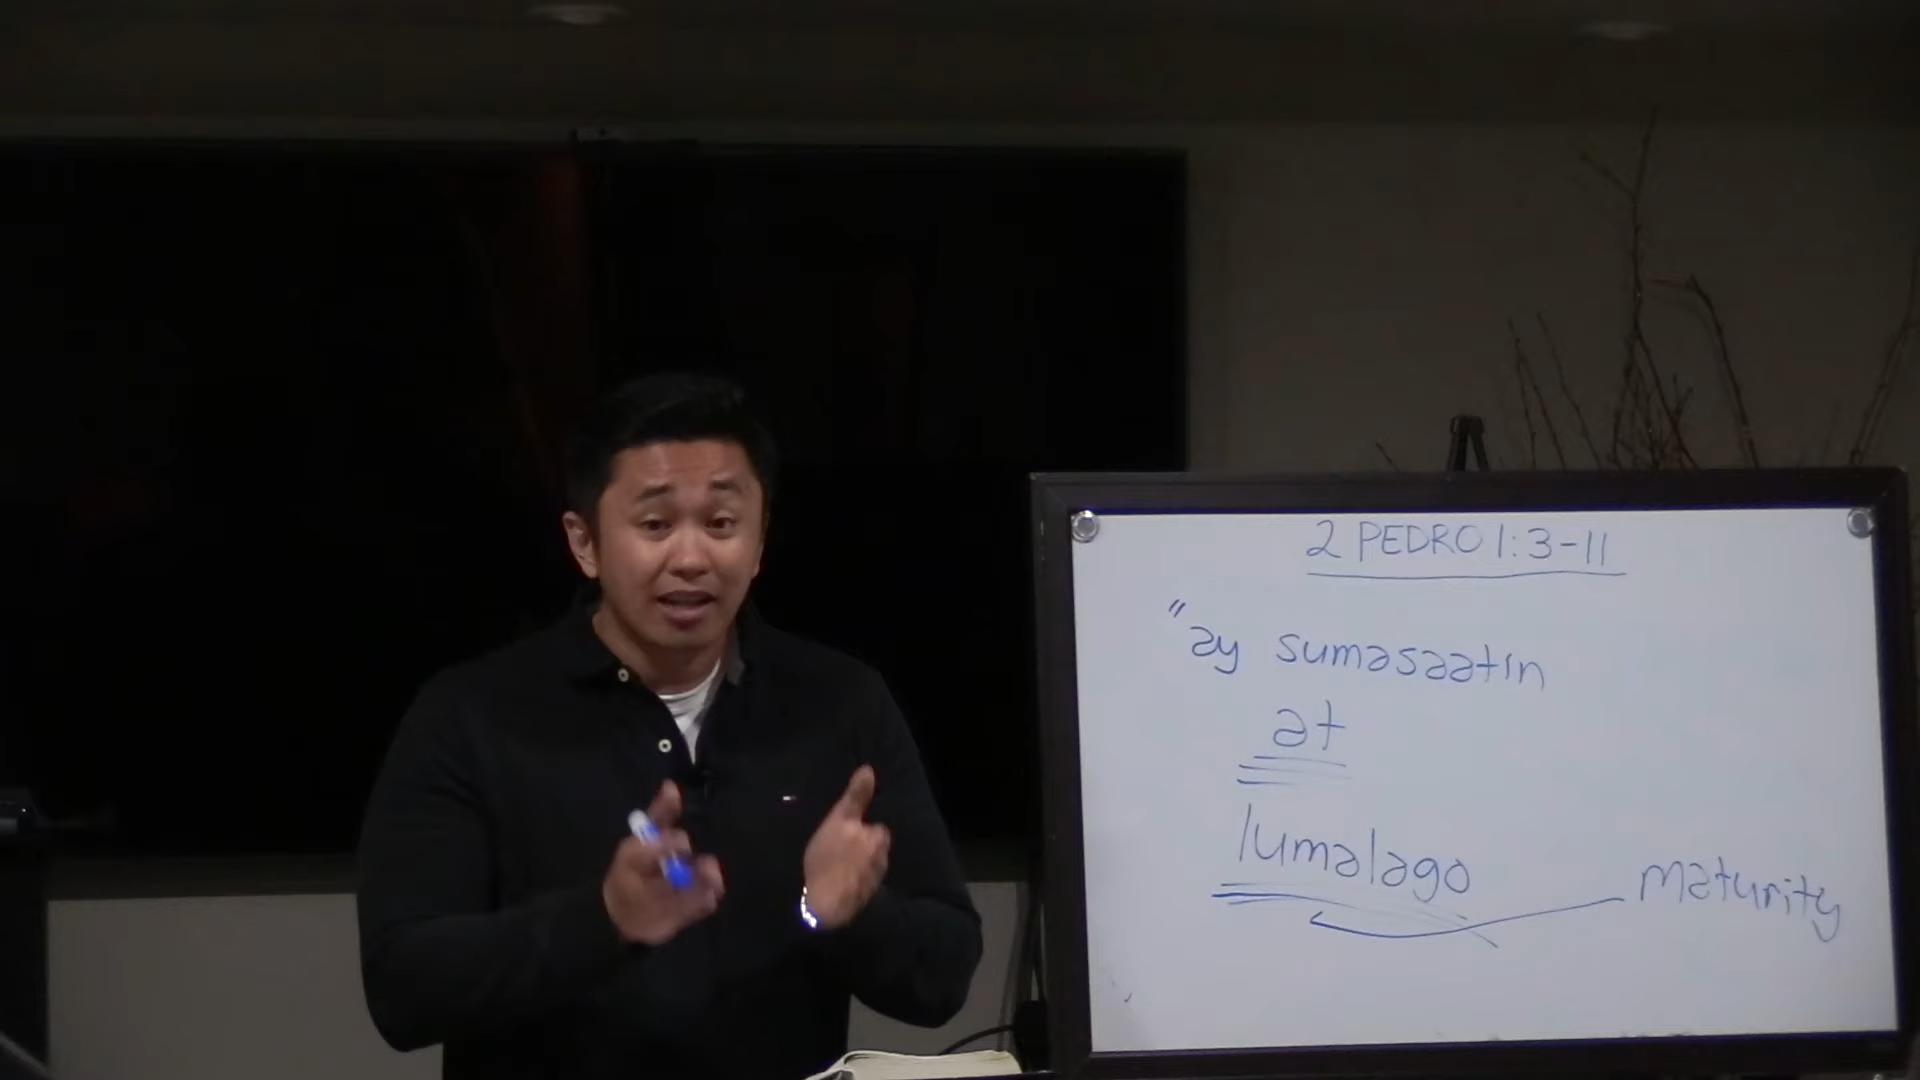 2 PEDRO 1:3-11
"ay sumasaatin
at
lumalago
maturity